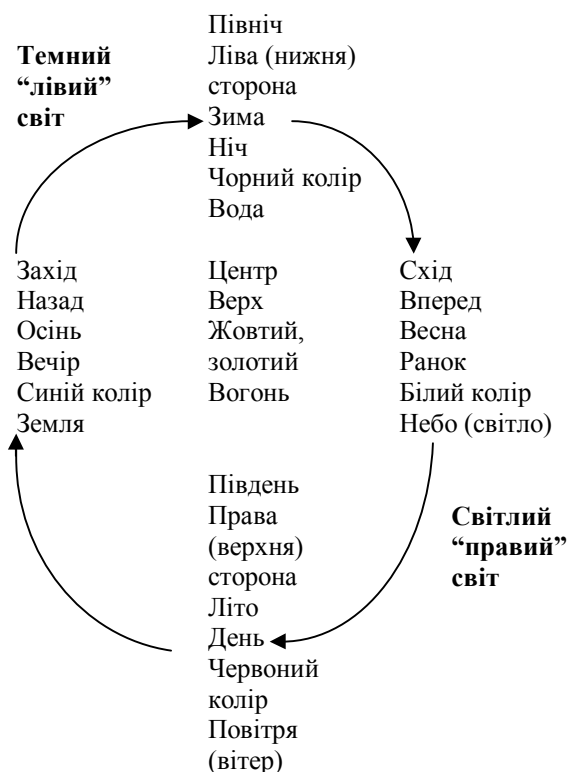 Північ
Ліва (нижня)
сторона
Зима
Ніч
Чорний колір
Вода
Темний
“лівий”
світ
Захід
Назад
Осінь
Вечір
Синій колір
Земля
Центр
Верх
Жовтий,
золотий
Вогонь
Схід
Вперед
Весна
Ранок
Білий колір
Небо (світло)
Південь
Права
(верхня)
сторона
Літо
День
Червоний
колір
Повітря
(вітер)
Світлий
“правий”
світ